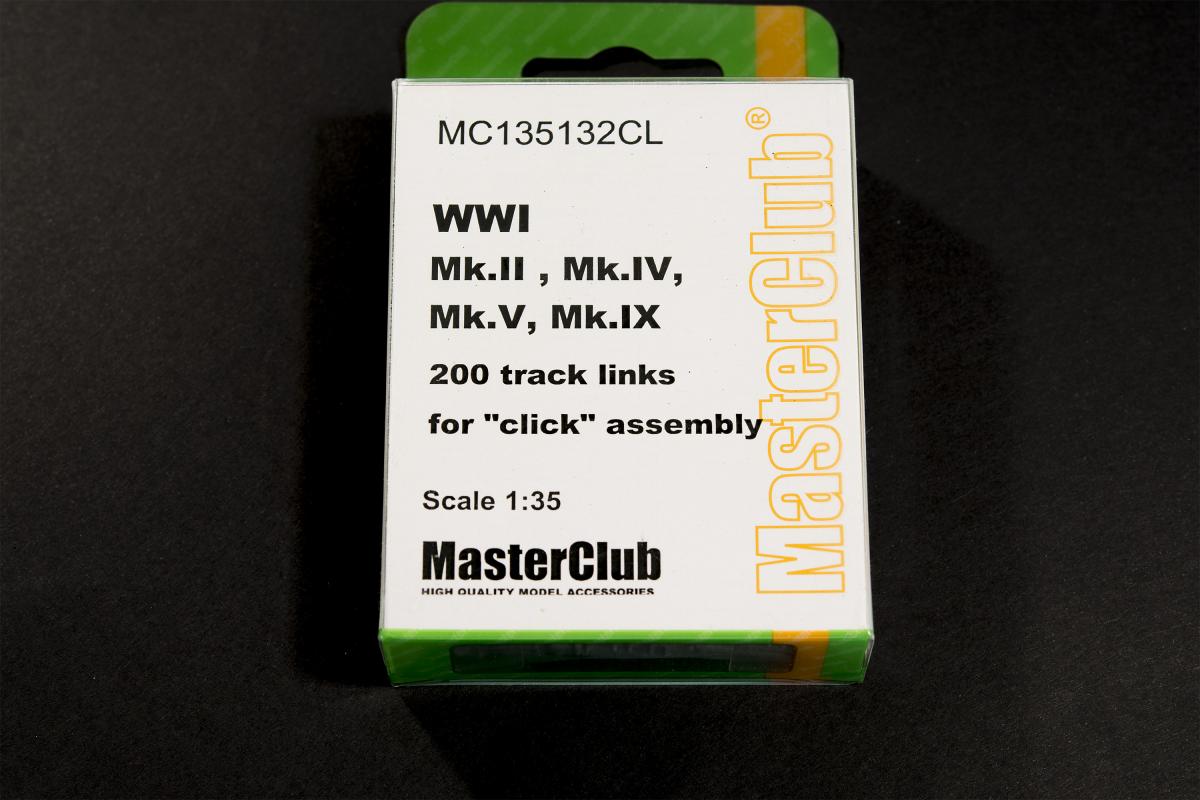 MC135132CL
WWI
Mk.II , Mk.IV,
Mk.V, Mk.IX
200 track links
for "click" assembly
Scale 1:35
MasterClub
HIGH QUALITY MODEL ACCESSORIES
MasterClub®